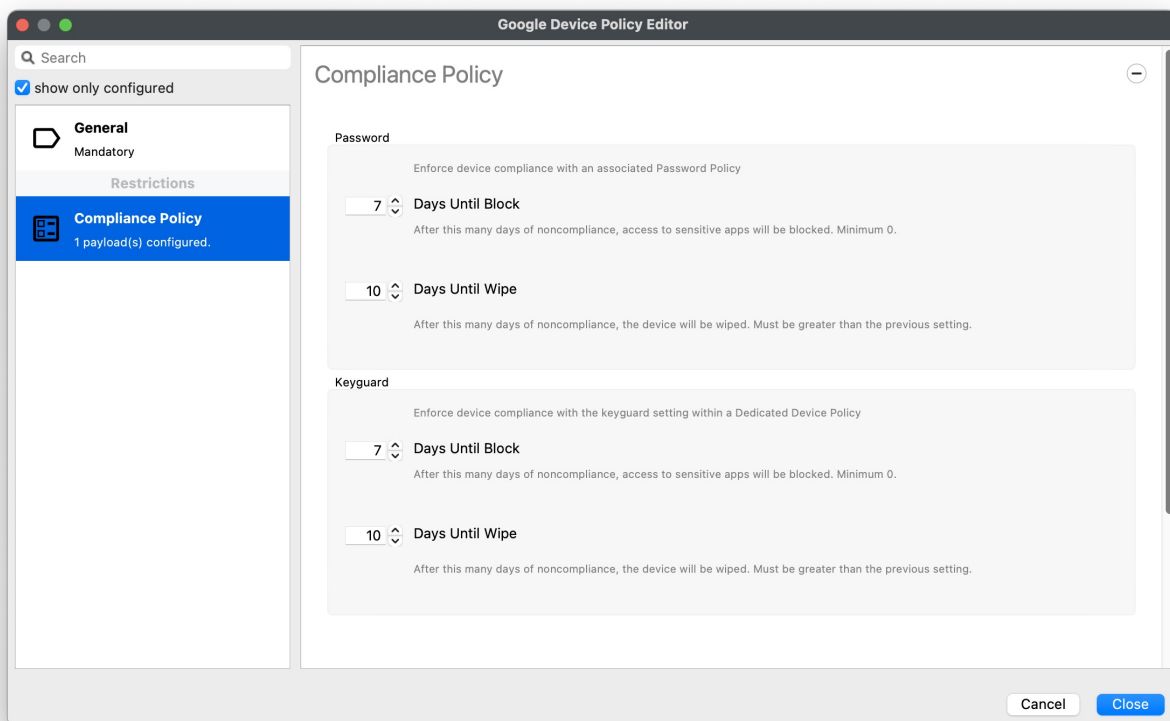 Google Device Policy Editor
Search
show only configured
General
Mandatory
Restrictions
Compliance Policy
1 payload(s) configured.
Compliance Policy
Password
Enforce device compliance with an associated Password Policy
7 Days Until Block
After this many days of noncompliance, access to sensitive apps will be blocked. Minimum 0.
10 Days Until Wipe
After this many days of noncompliance, the device will be wiped. Must be greater than the previous setting.
Keyguard
Enforce device compliance with the keyguard setting within a Dedicated Device Policy
7 Days Until Block
After this many days of noncompliance, access to sensitive apps will be blocked. Minimum 0.
10 Days Until Wipe
After this many days of noncompliance, the device will be wiped. Must be greater than the previous setting.
Cancel Close